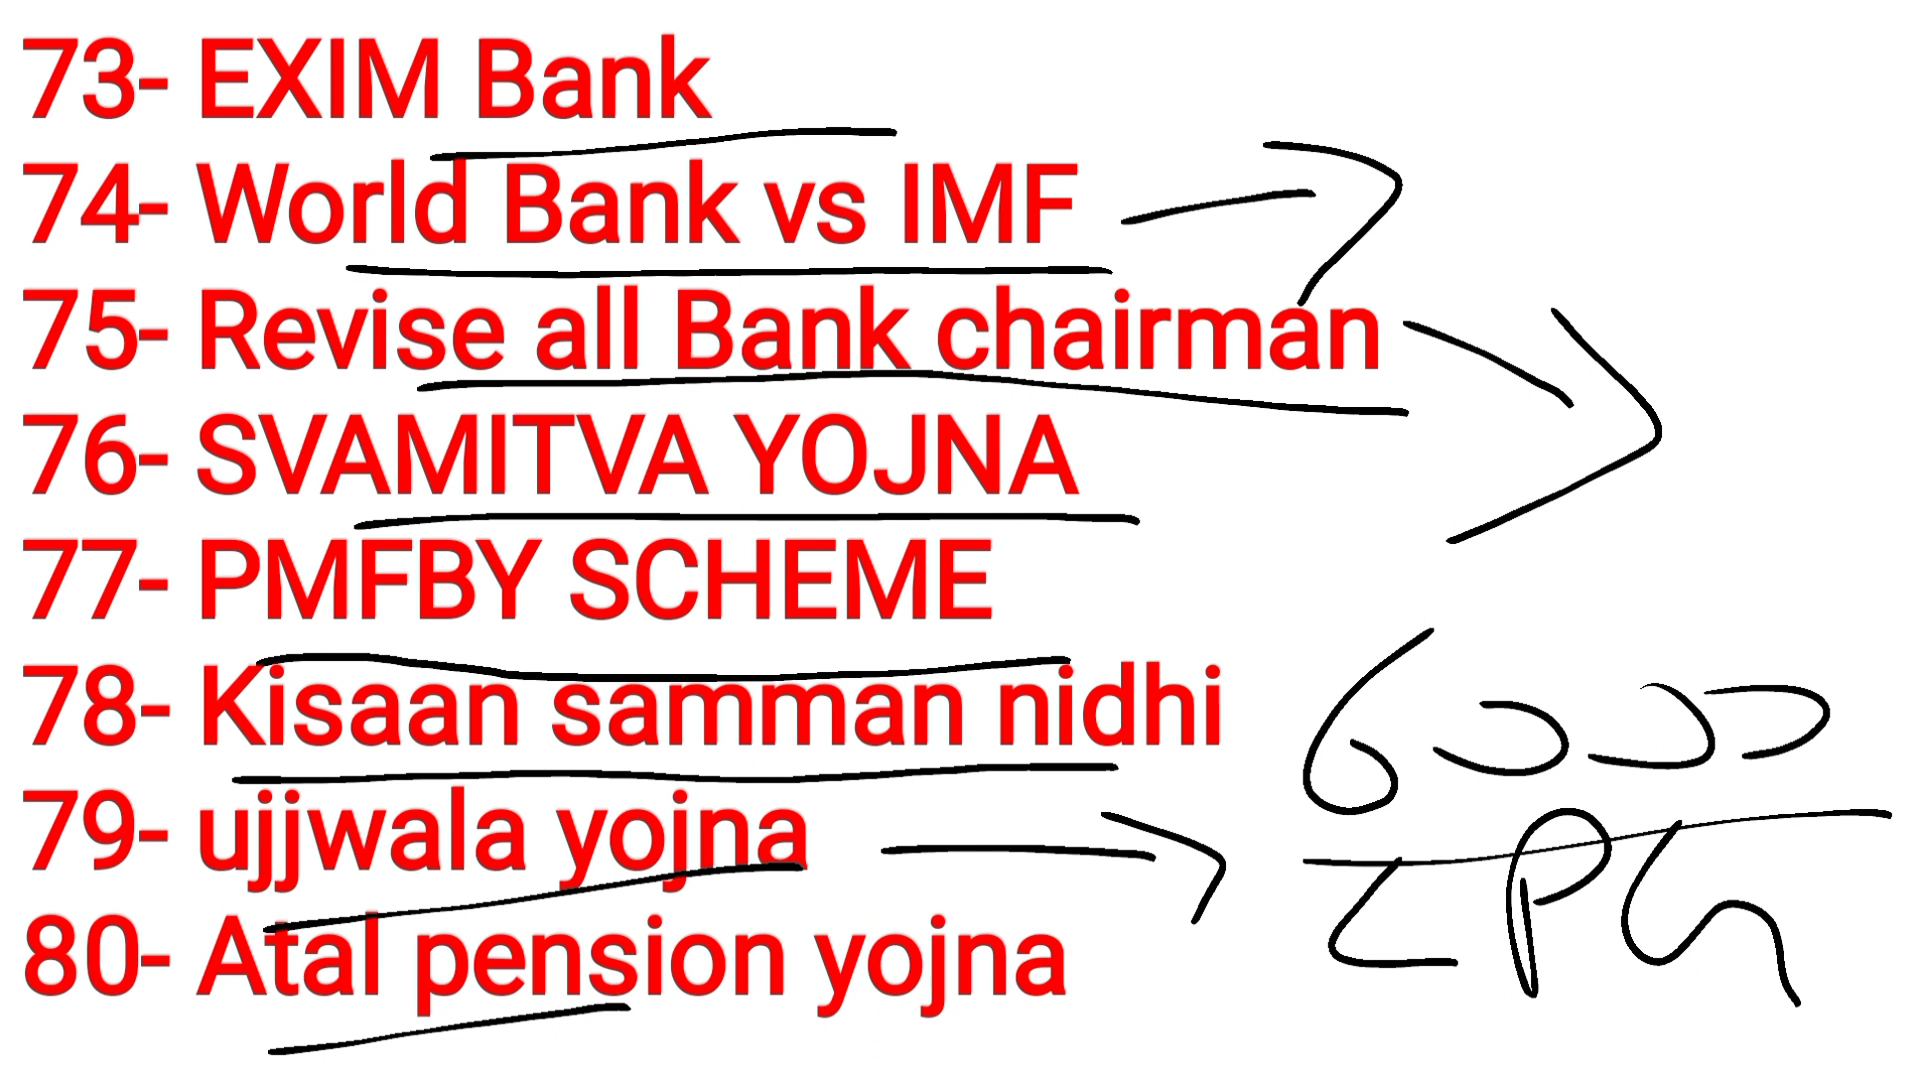 73- EXIM Bank
74- World Bank vs IMF
75- Revise all Bank chairman
76- SVAMITVA YOJNA
77- PMFBY SCHEME
78- Kisaan samman nidhi
6000
79- ujjwala yojna
LPG
80- Atal pension yojna